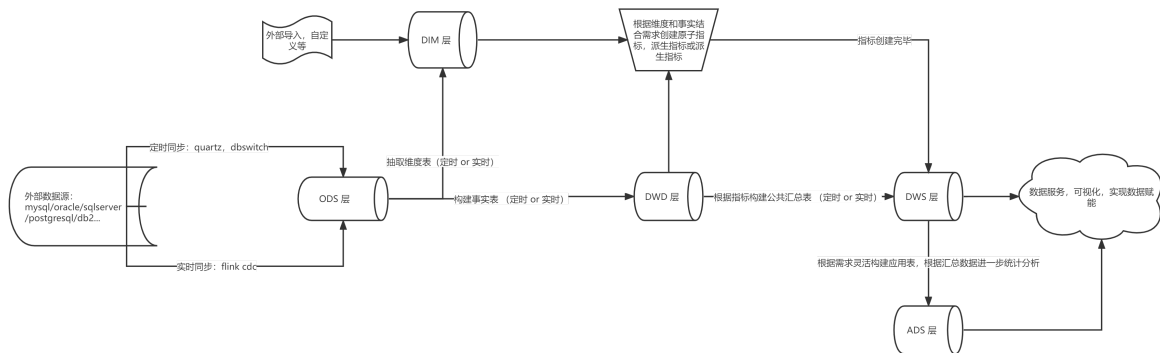 外部导入，自定
义等
DIM 层
根据维度和事实结
合需求创建原子指
标，派生指标或派
生指标
指标创建完毕
定时同步：quartz，dbswitch
抽取维度表（定时 or 实时）
外部数据源：
mysql/oracle/sqlserver
/postgresql/db2...
ODS 层
构建事实表 （定时 or 实时）
DWD 层
根据指标构建公共汇总表 （定时 or 实时）
DWS 层
数据服务，可视化，实现数据赋
能
实时同步：flink cdc
根据需求灵活构建应用表，根据汇总数据进一步统计分析
ADS 层